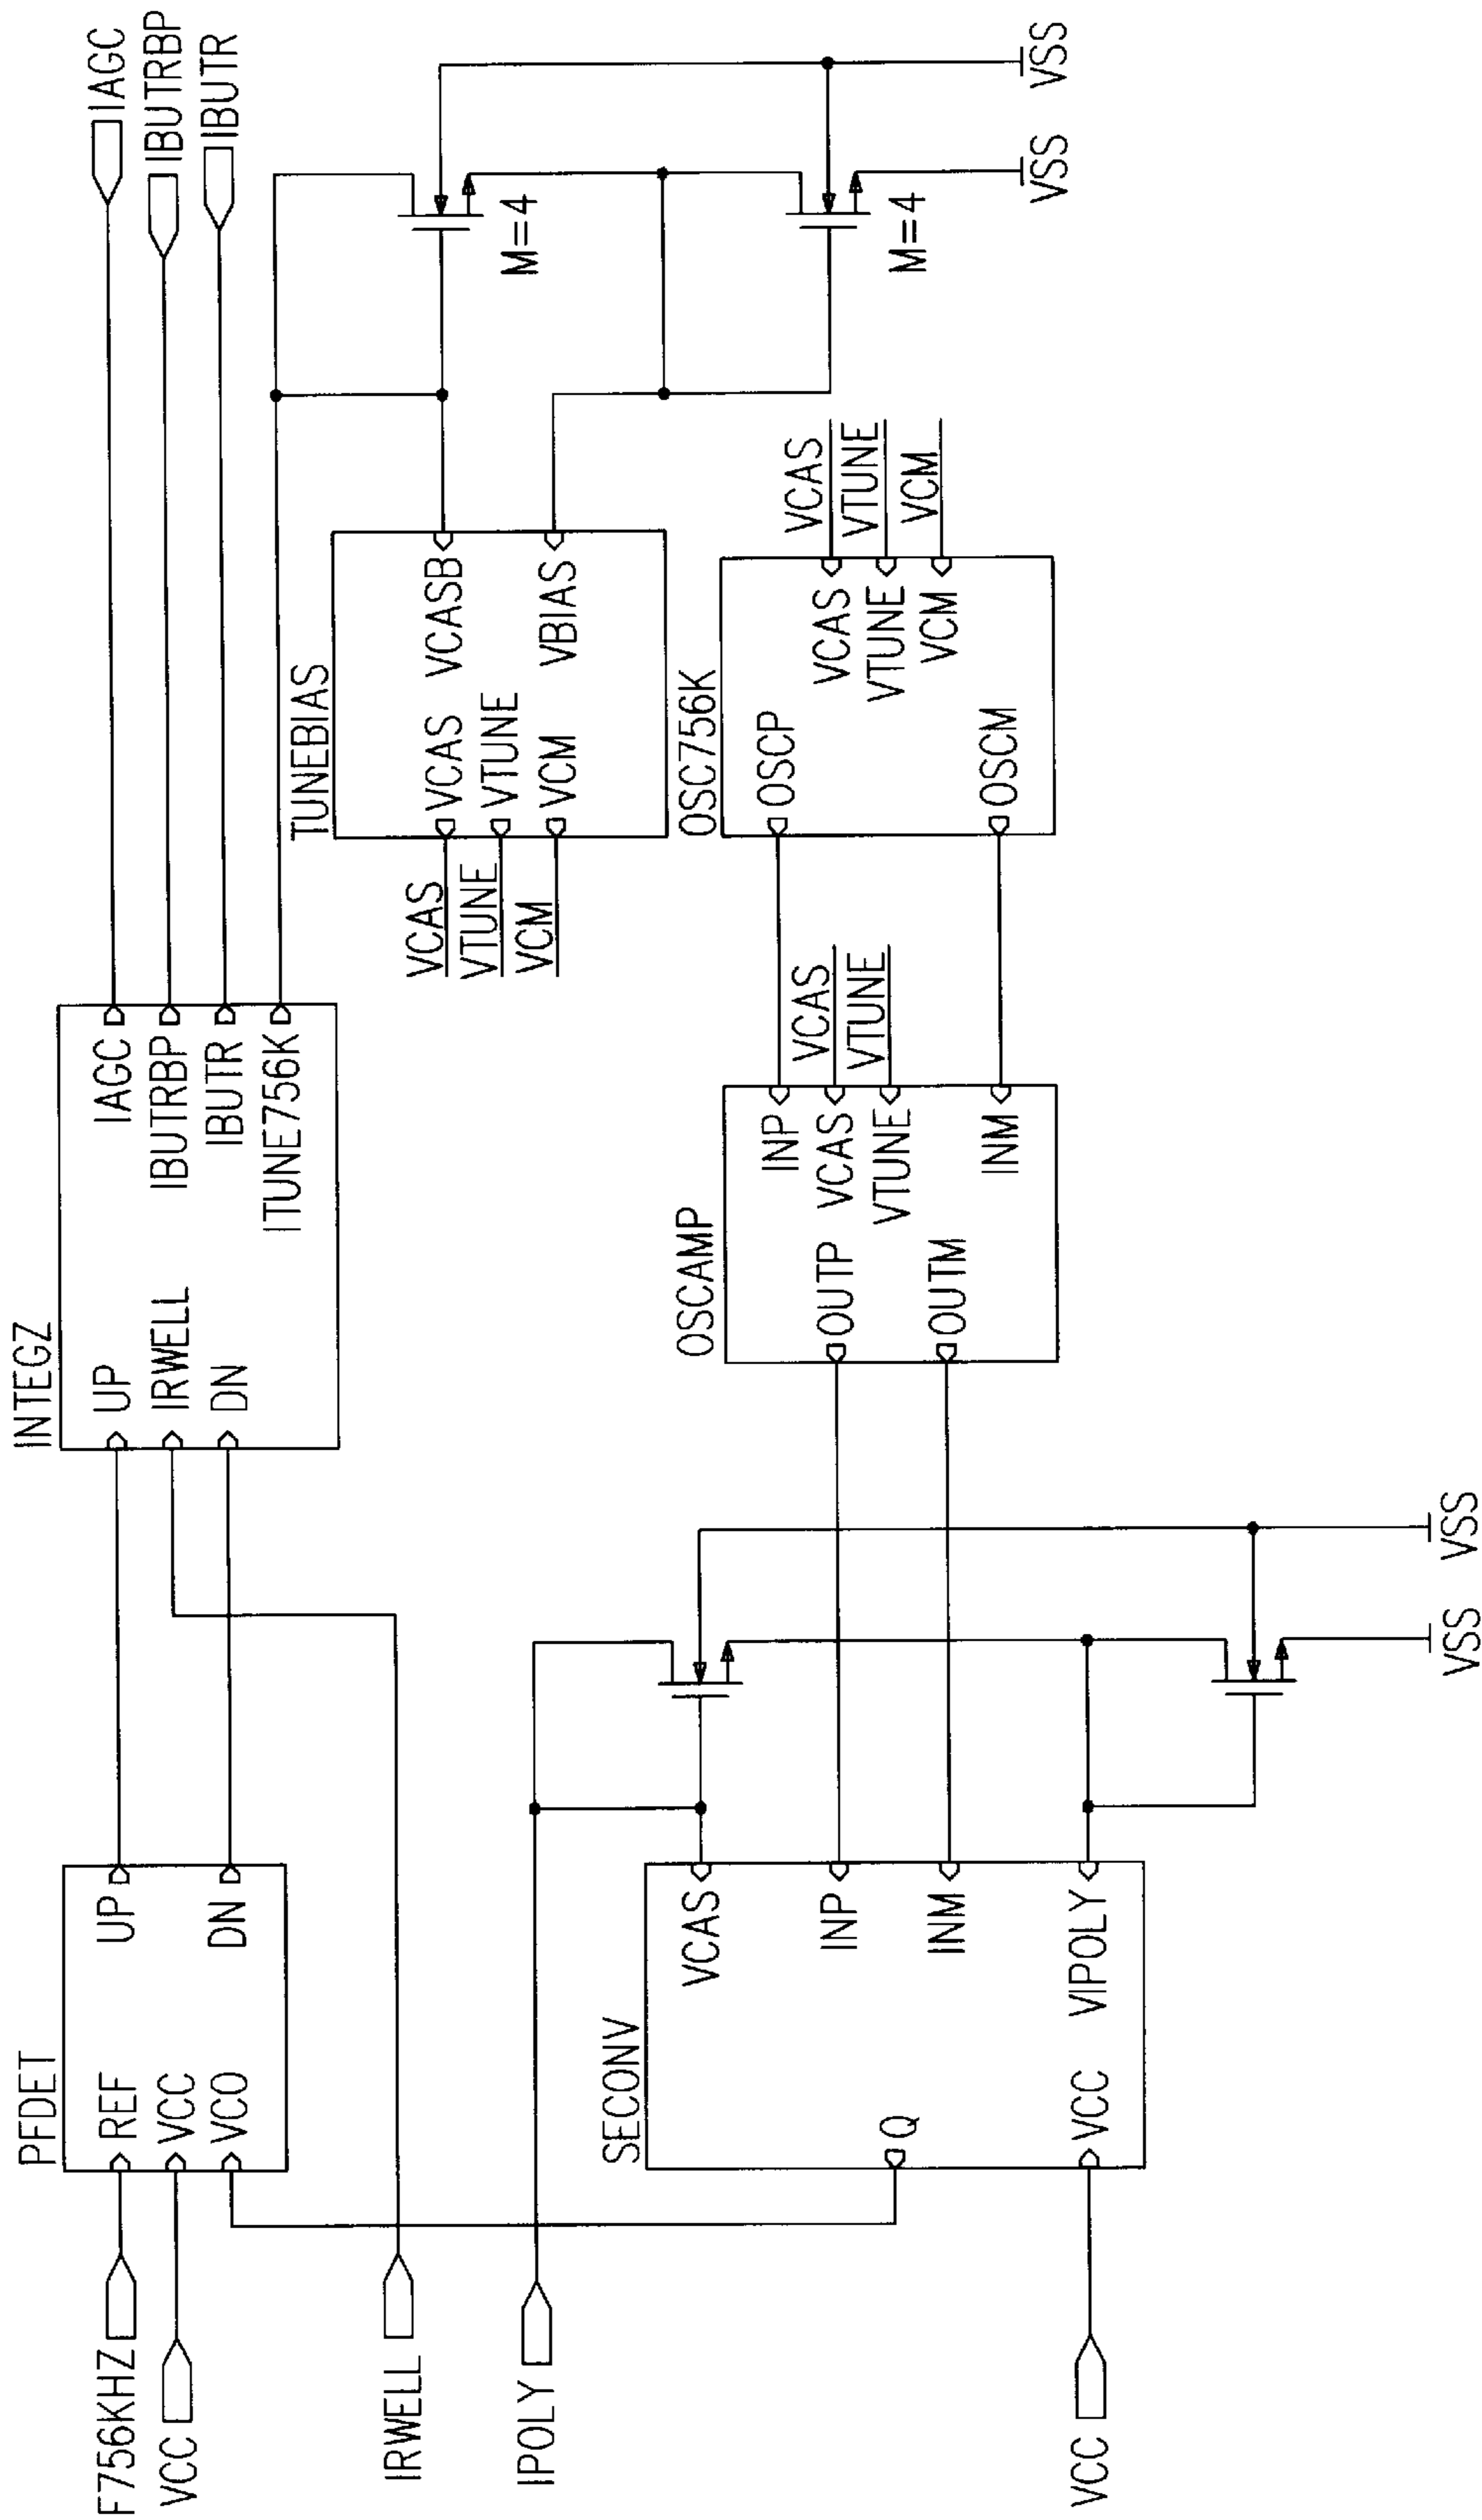 PFDET
F756KHZ
REF
UP
VCC
VCC
VCO
DN
INTEGZ
UP
IAGC
IAGC
IRWELL
IBUTRBP
IBUTRBP
DN
IBUTR
IBUTR
ITUNE756K
IRWELL
TUNEBIAS
VCAS
VCAS
VCASB
VTUNE
VTUNE
VCM
VCM
VBIAS
M=4
M=4
VSS
VSS
IPOLY
SECONV
VCAS
Q
INP
INM
VCC
VCC
VIPOLY
VSS
VSS
OSCAMP
INP
OUTP
VCAS
VCAS
VTUNE
VTUNE
OUTM
INM
OSC756K
OSCP
VCAS
VCAS
VTUNE
VTUNE
VCM
VCM
OSCM